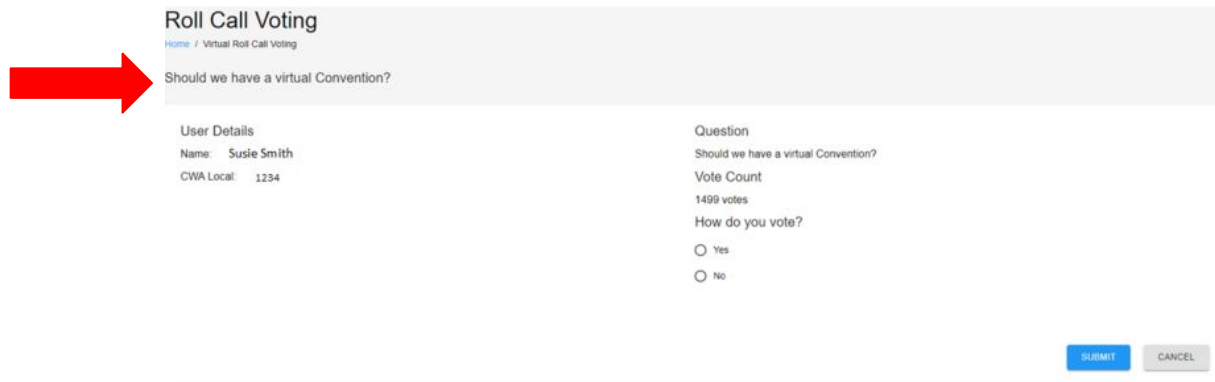 Roll Call Voting
Home / Virtual Roll Call Voting
Should we have a virtual Convention?
User Details
Name: Susie Smith
CWA Local: 1234
Question
Should we have a virtual Convention?
Vote Count
1499 votes
How do you vote?
Yes
No
SUBMIT CANCEL